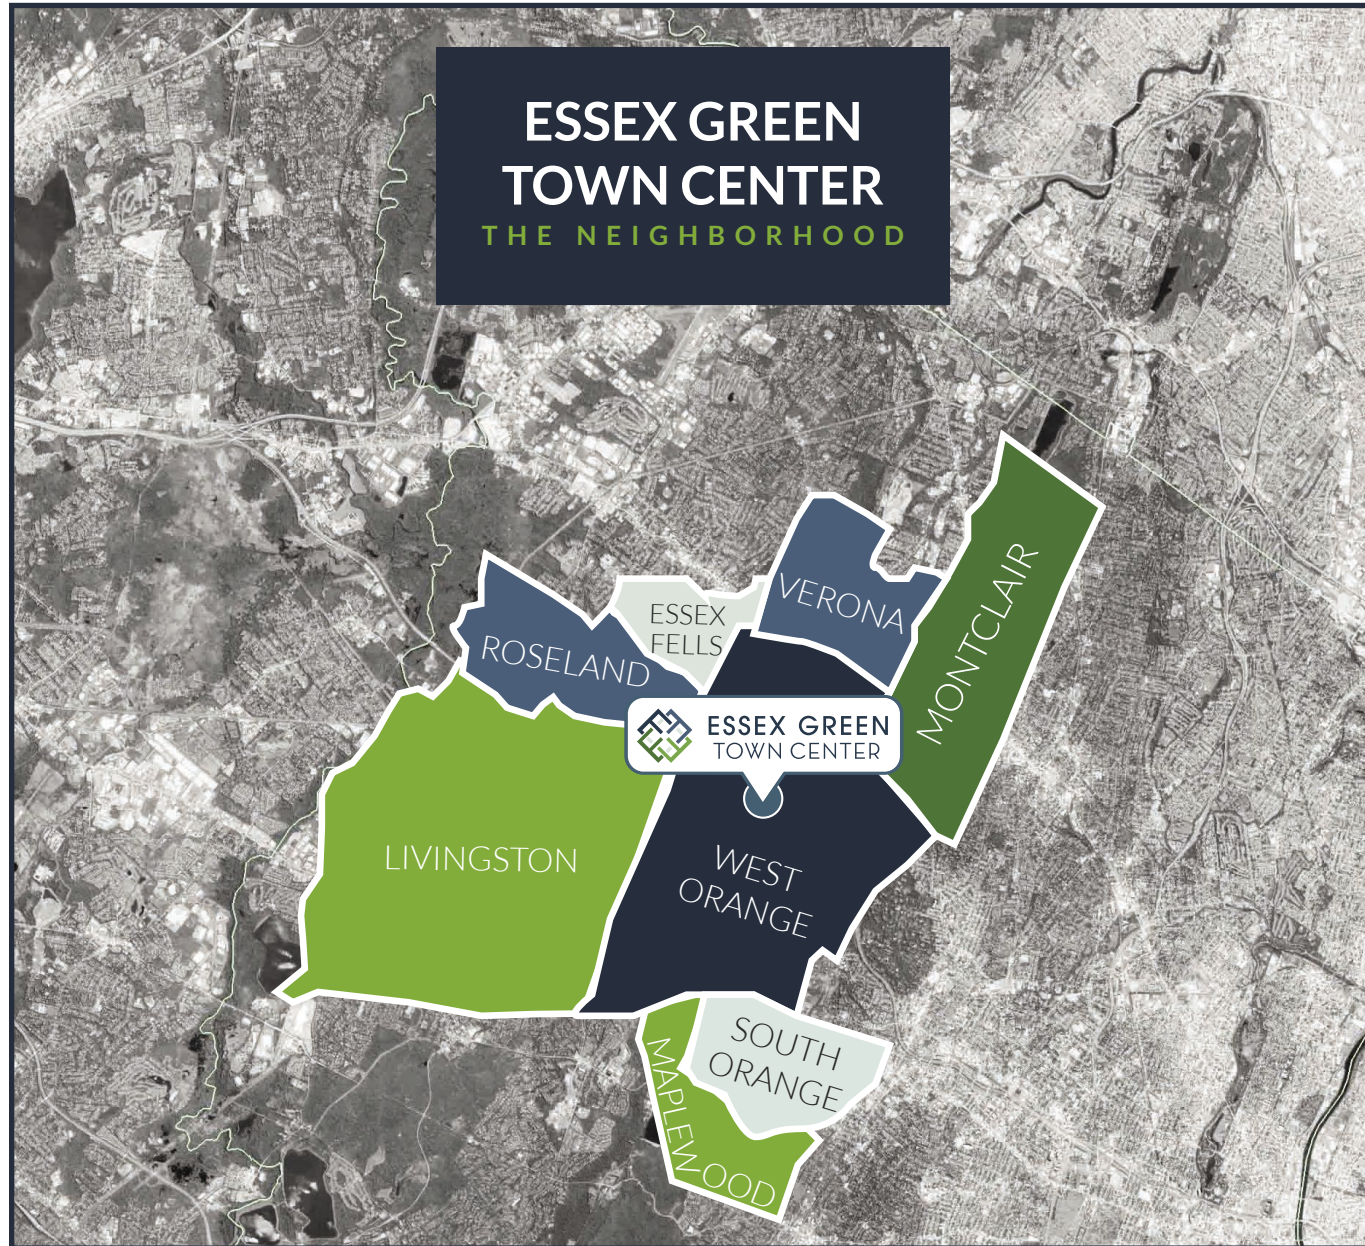 ESSEX GREEN
TOWN CENTER
THE NEIGHBORHOOD
VERONA
MONTCLAIR
ESSEX
FELLS
ROSELAND
ESSEX GREEN
TOWN CENTER
LIVINGSTON
WEST
ORANGE
SOUTH
ORANGE
MAPLEWOOD